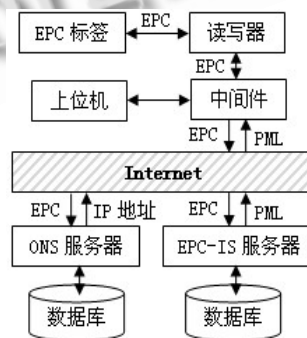 EPC 标签
EPC
读写器
EPC
上位机
中间件
EPC
PML
Internet
EPC
IP 地址
EPC
PML
ONS 服务器
EPC-IS 服务器
数据库
数据库